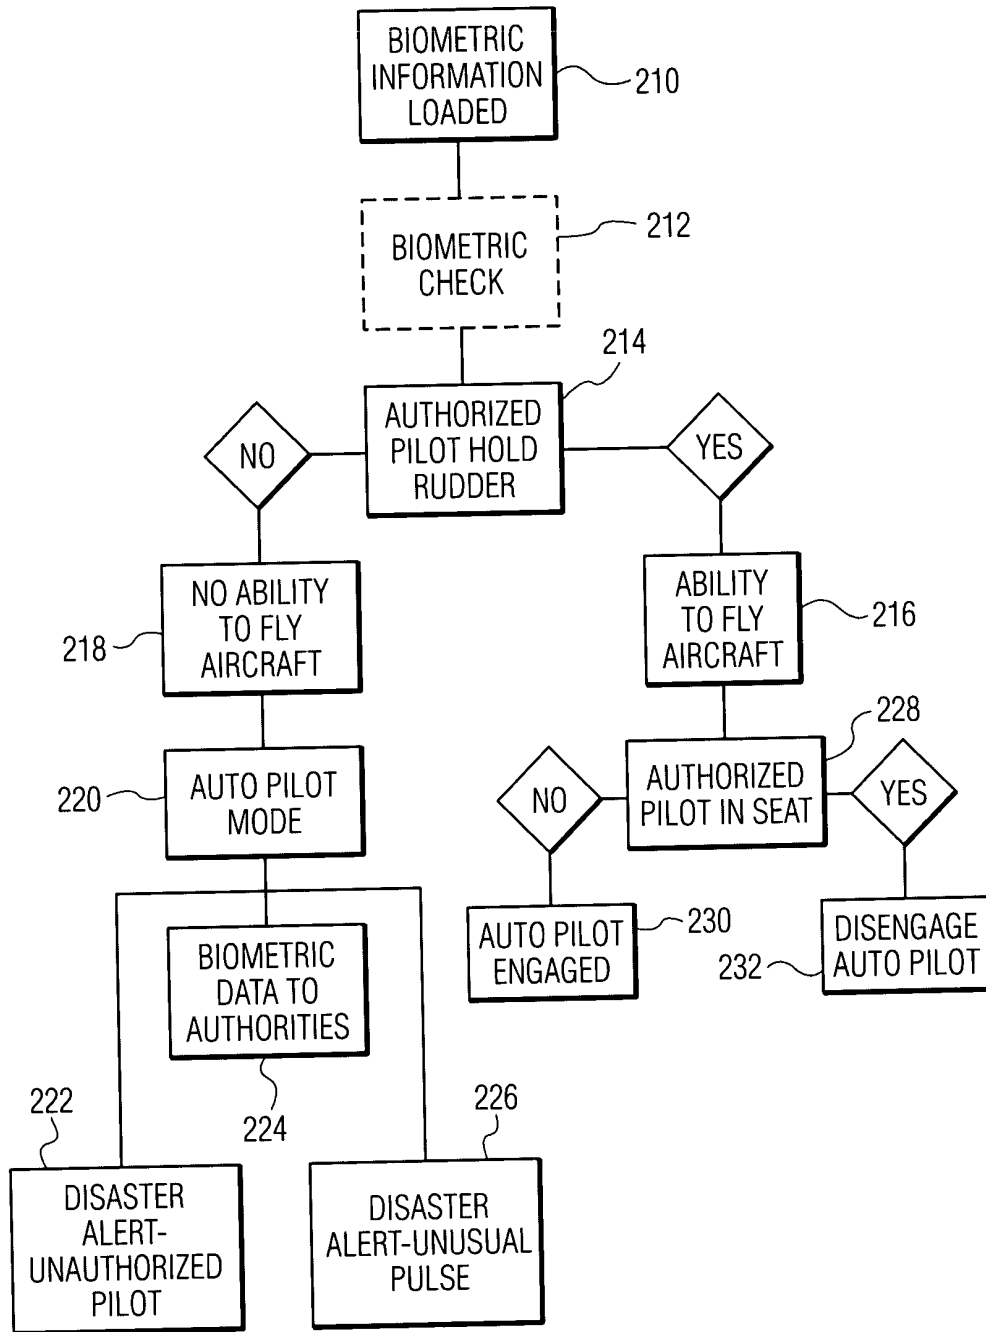 BIOMETRIC
INFORMATION
LOADED
210
BIOMETRIC
CHECK
212
214
AUTHORIZED
PILOT HOLD
RUDDER
NO
YES
NO ABILITY
TO FLY
AIRCRAFT
218
ABILITY
TO FLY
AIRCRAFT
216
228
AUTO PILOT
MODE
220
AUTHORIZED
PILOT IN SEAT
NO
YES
AUTO PILOT
ENGAGED
230
DISENGAGE
AUTO PILOT
232
BIOMETRIC
DATA TO
AUTHORITIES
224
222
226
DISASTER
ALERT-
UNAUTHORIZED
PILOT
DISASTER
ALERT-UNUSUAL
PULSE